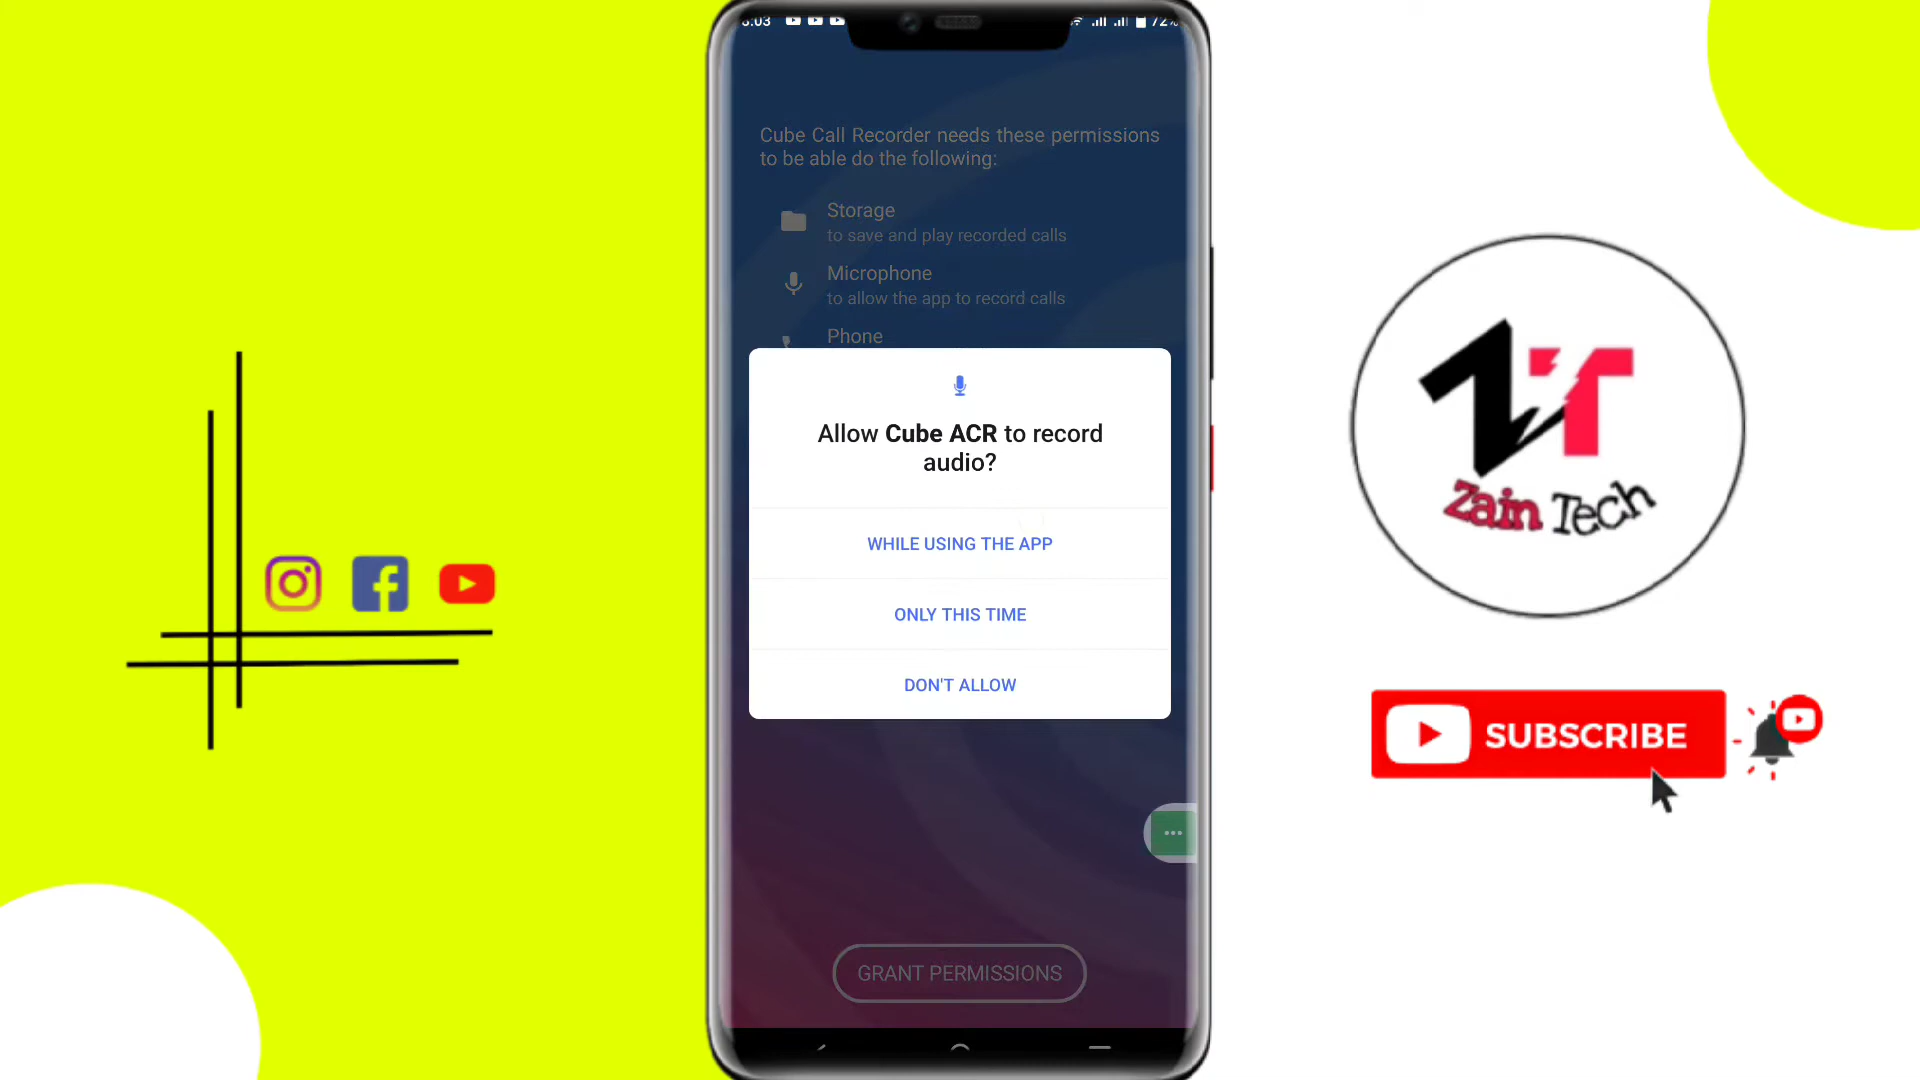 72%
Cube Call Recorder needs these permissions
to be able do the following:
Storage
to save and play recorded calls
Microphone
to allow the app to record calls
Phone
Allow Cube ACR to record
audio?
WHILE USING THE APP
ONLY THIS TIME
DON'T ALLOW
GRANT PERMISSIONS
ZT
Zain Tech
SUBSCRIBE